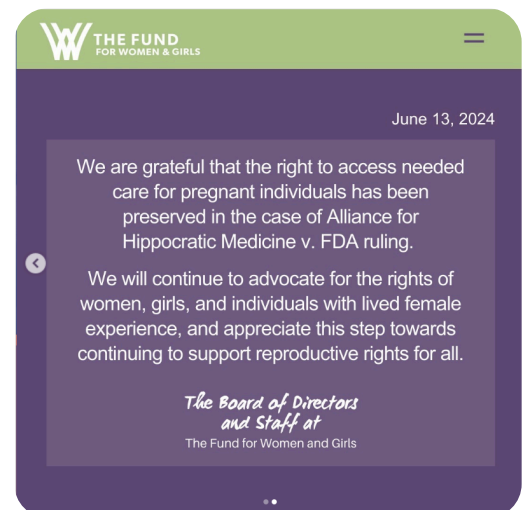 THE FUND
FOR WOMEN & GIRLS
June 13, 2024
We are grateful that the right to access needed
care for pregnant individuals has been
preserved in the case of Alliance for
Hippocratic Medicine v. FDA ruling.
We will continue to advocate for the rights of
women, girls, and individuals with lived female
experience, and appreciate this step towards
continuing to support reproductive rights for all.
The Board of Directors
and Staff at
The Fund for Women and Girls